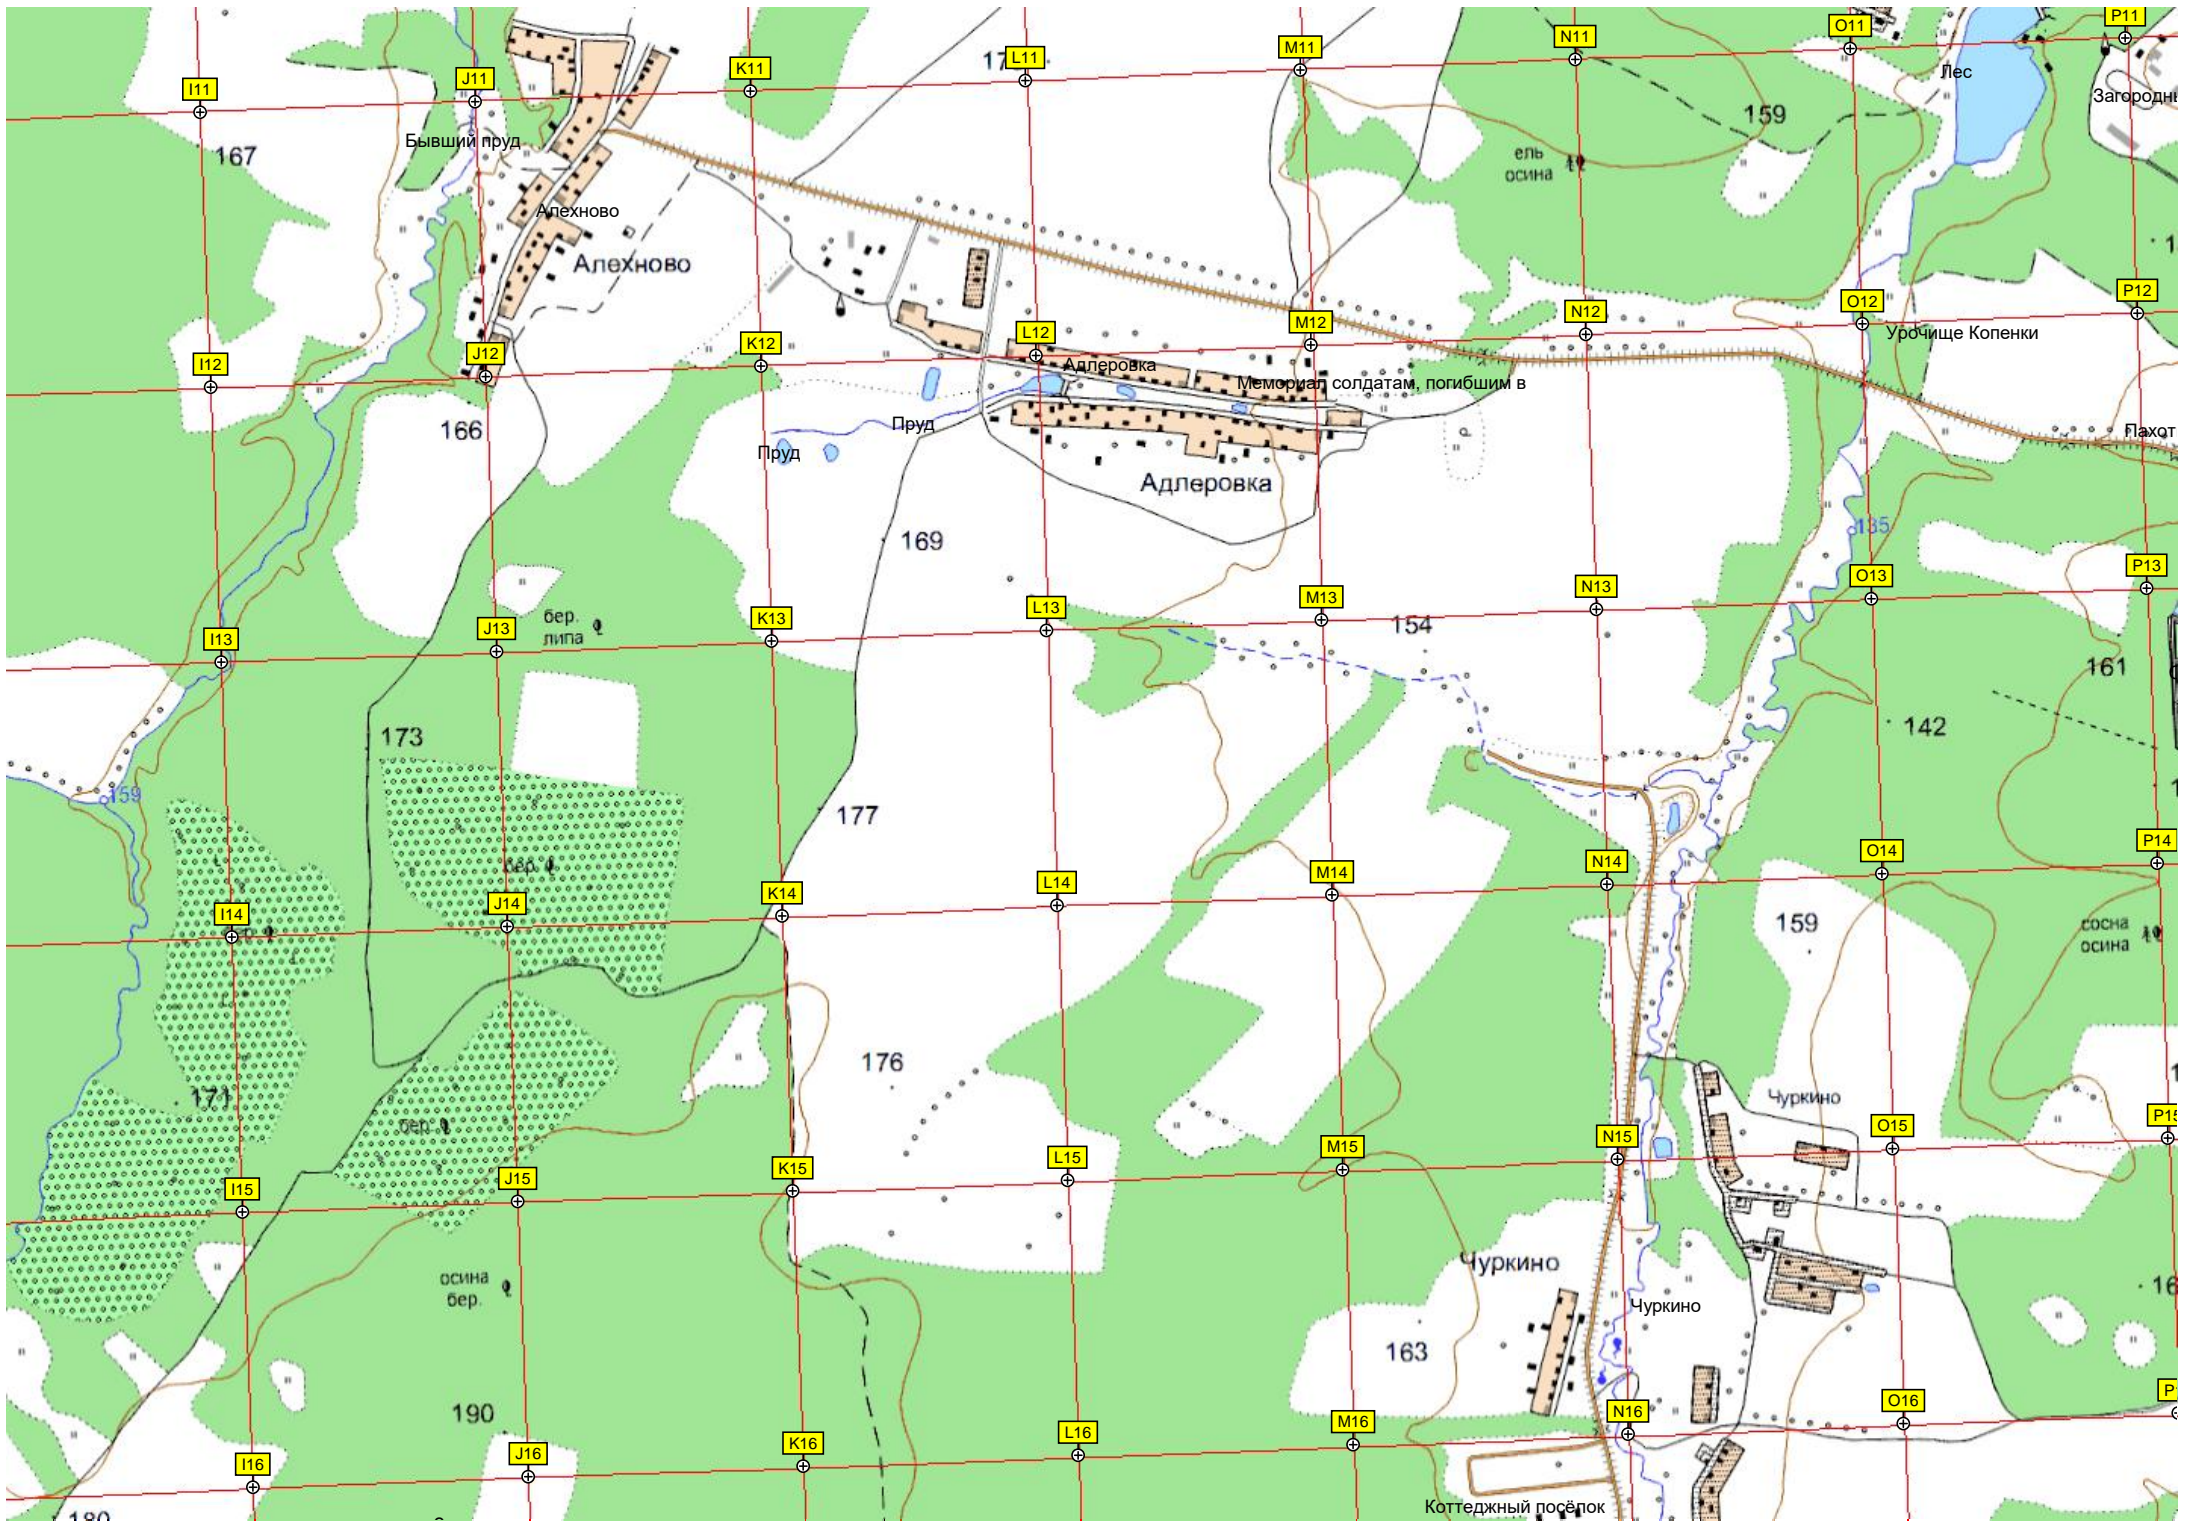 P11
O11
N11
M11
L11
K11
J11
I11
Лес
Загородн
159
Бывший пруд
167
ель
осина
Алехново
Алехново
P12
O12
N12
M12
L12
K12
J12
I12
Урочище Копенки
Адлеровка
Мемориал солдатам, погибшим в
Пруд
Пруд
166
Пахот
Адлеровка
135
169
P13
O13
N13
M13
L13
K13
J13
I13
бер.
липа
154
161
173
142
159
177
P14
O14
N14
M14
L14
K14
J14
I14
бер.
159
сосна
осина
176
171
Чуркино
бер.
P15
O15
N15
M15
L15
K15
J15
I15
осина
бер.
Чуркино
Чуркино
163
16
190
O16
N16
M16
L16
K16
J16
I16
Коттеджный посёлок
180